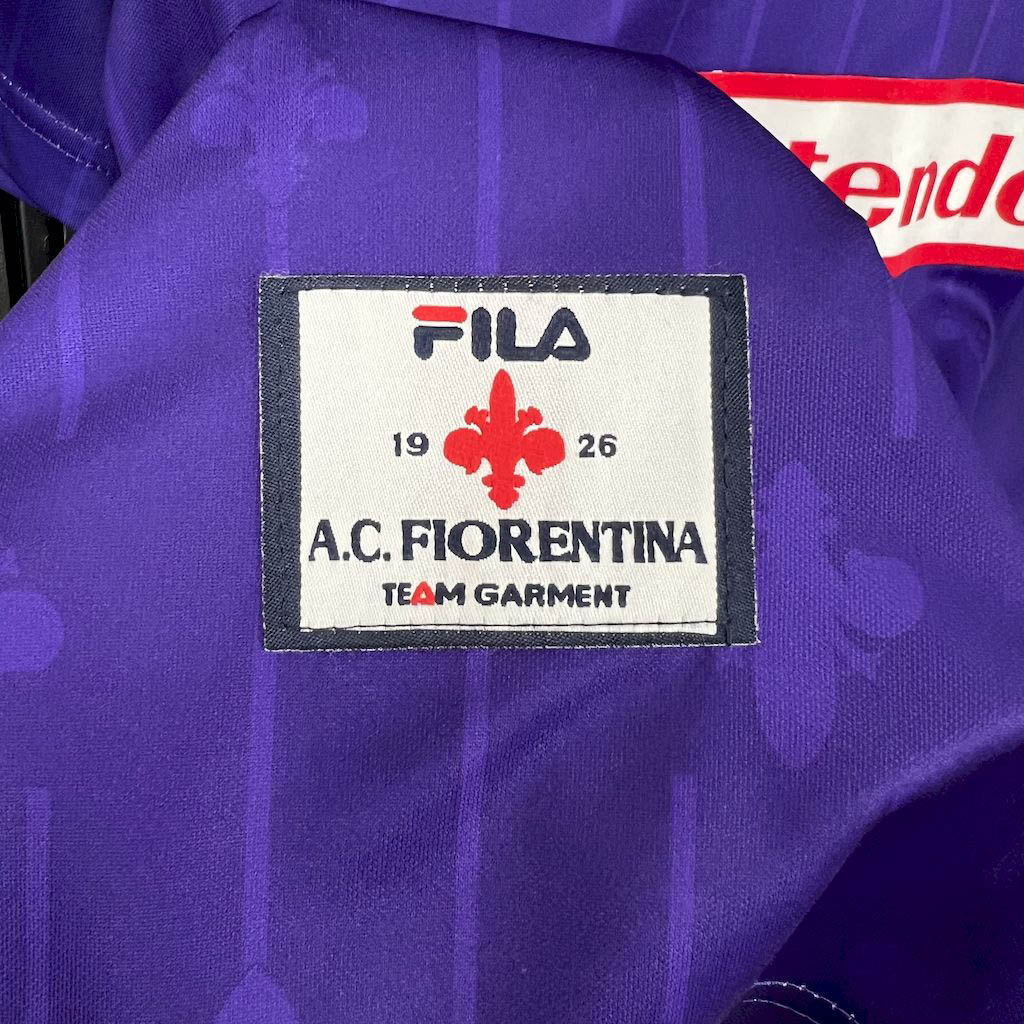 tendo
FILA
19 26
A.C. FIORENTINA
TEAM GARMENT